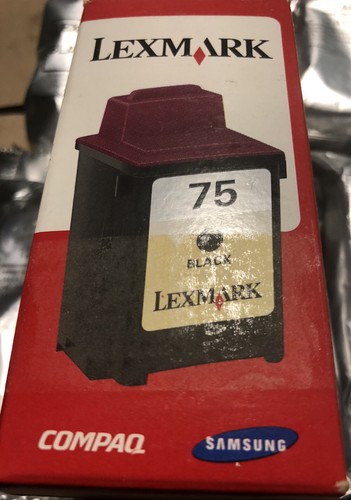 LEXMARK
75
BLACK
LEXMARK
COMPAQ SAMSUNG